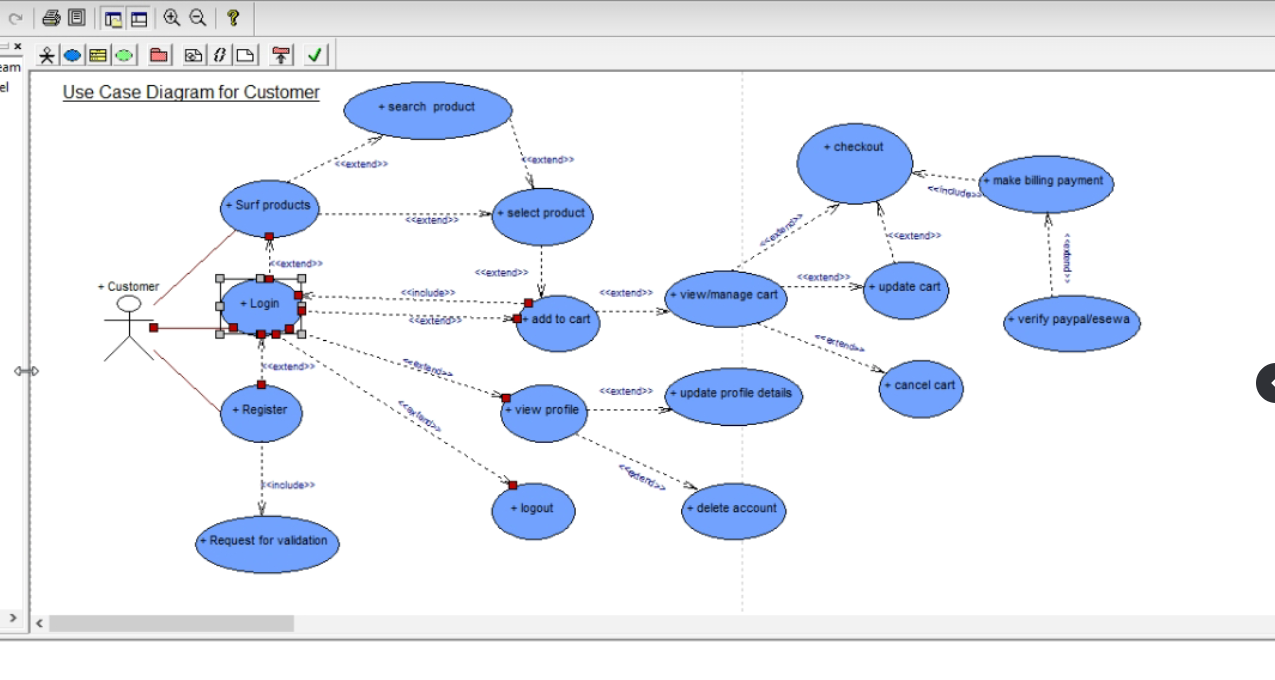 eam
el
Use Case Diagram for Customer
+ search product
<<extend>>
<<extend>>
+ checkout
+ make billing payment
<<include>>
+ Surf products
<<extend>>
+ select product
<<extend>>
<<extend>>
<<extend>>
<<extend>>
<<extend>>
<<extend>>
+ Customer
+ Login
<<include>>
<<extend>>
+ add to cart
<<extend>>
+ view/manage cart
+ update cart
+ verify paypal/esewa
<<extend>>
<<extend>>
<<extend>>
<<extend>>
<<extend>>
+ cancel cart
+ Register
+ view profile
+ update profile details
<<extend>>
<<include>>
<<extend>>
+ logout
+ delete account
+ Request for validation